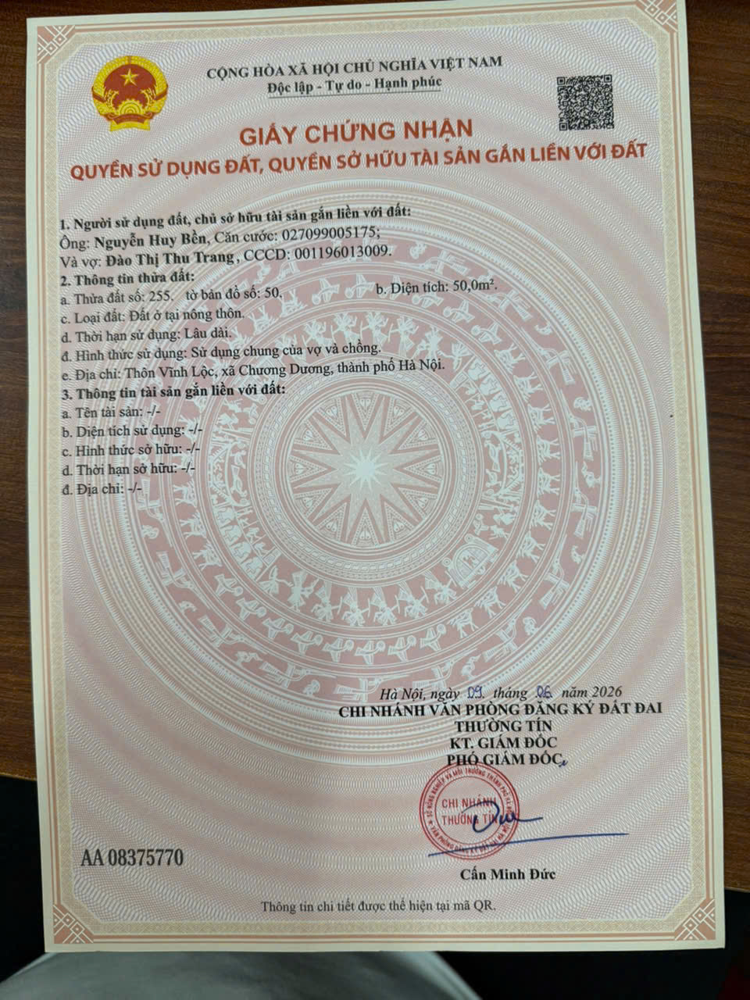 CỘNG HÒA XÃ HỘI CHỦ NGHĨA VIỆT NAM
Độc lập - Tự do - Hạnh phúc
GIẤY CHỨNG NHẬN
QUYỀN SỬ DỤNG ĐẤT, QUYỀN SỞ HỮU TÀI SẢN GẮN LIỀN VỚI ĐẤT
1. Người sử dụng đất, chủ sở hữu tài sản gắn liền với đất:
Ông: Nguyễn Huy Bền, Căn cước: 027099005175;
Và vợ: Đào Thị Thu Trang, CCCD: 001196013009.
2. Thông tin thửa đất:
a. Thửa đất số: 255, tờ bản đồ số: 50, b. Diện tích: 50,0m².
c. Loại đất: Đất ở tại nông thôn.
d. Thời hạn sử dụng: Lâu dài.
đ. Hình thức sử dụng: Sử dụng chung của vợ và chồng.
e. Địa chỉ: Thôn Vĩnh Lộc, xã Chương Dương, thành phố Hà Nội.
3. Thông tin tài sản gắn liền với đất:
a. Tên tài sản: -/-
b. Diện tích sử dụng: -/-
c. Hình thức sở hữu: -/-
d. Thời hạn sở hữu: -/-
đ. Địa chỉ: -/-
Hà Nội, ngày 09. tháng .06. năm 2026
CHI NHÁNH VĂN PHÒNG ĐĂNG KÝ ĐẤT ĐAI
THƯỜNG TÍN
KT. GIÁM ĐỐC
PHÓ GIÁM ĐỐC
CHI NHÁNH
THƯỜNG TÍN
AA 08375770
Cấn Minh Đức
Thông tin chi tiết được thể hiện tại mã QR.